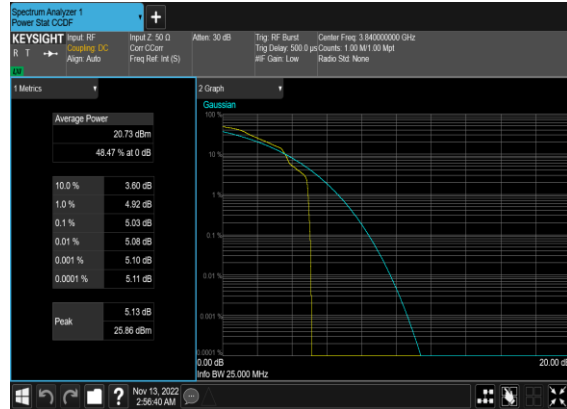 Spectrum Analyzer 1
Power Stat CCDF
KEYSIGHT
R T
Input: RF
Coupling: DC
Align: Auto
Input Z: 50 Ω
Corr CCorr
Freq Ref: Int (S)
Atten: 30 dB
Trig: RF Burst
Trig Delay: 500.0 µs
#IF Gain: Low
Center Freq: 3.840000000 GHz
Counts: 1.00 M/1.00 Mpt
Radio Std: None
1 Metrics
Average Power
20.73 dBm
48.47 % at 0 dB
10.0 % 3.60 dB
1.0 % 4.92 dB
0.1 % 5.03 dB
0.01 % 5.08 dB
0.001 % 5.10 dB
0.0001 % 5.11 dB
Peak
5.13 dB
25.86 dBm
2 Graph
Gaussian
100 %
10 %
1 %
0.1 %
0.01 %
0.001 %
0.0001 %
0.00 dB
20.00 dB
Info BW 25.000 MHz
?
Nov 13, 2022
2:56:40 AM